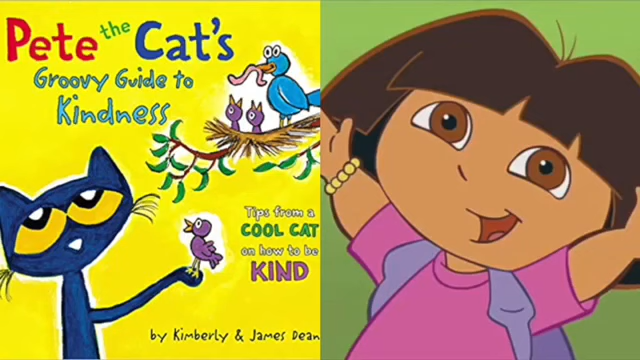 Pete the Cat's
Groovy Guide to
Kindness
Tips from a
COOL CAT
on how to be
KIND
by Kimberly & James Dean